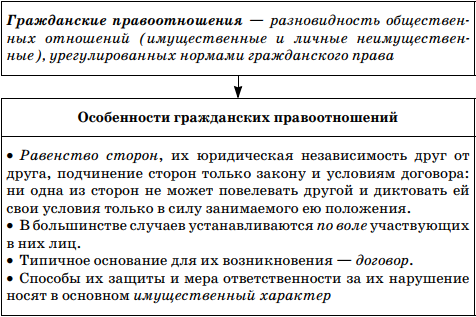 Гражданские правоотношения — разновидность обществен-
ных отношений (имущественные и личные неимуществен-
ные), урегулированных нормами гражданского права
Особенности гражданских правоотношений
• Равенство сторон, их юридическая независимость друг от
друга, подчинение сторон только закону и условиям договора:
ни одна из сторон не может повелевать другой и диктовать ей
свои условия только в силу занимаемого ею положения.
• В большинстве случаев устанавливаются по воле участвующих
в них лиц.
• Типичное основание для их возникновения — договор.
• Способы их защиты и мера ответственности за их нарушение
носят в основном имущественный характер